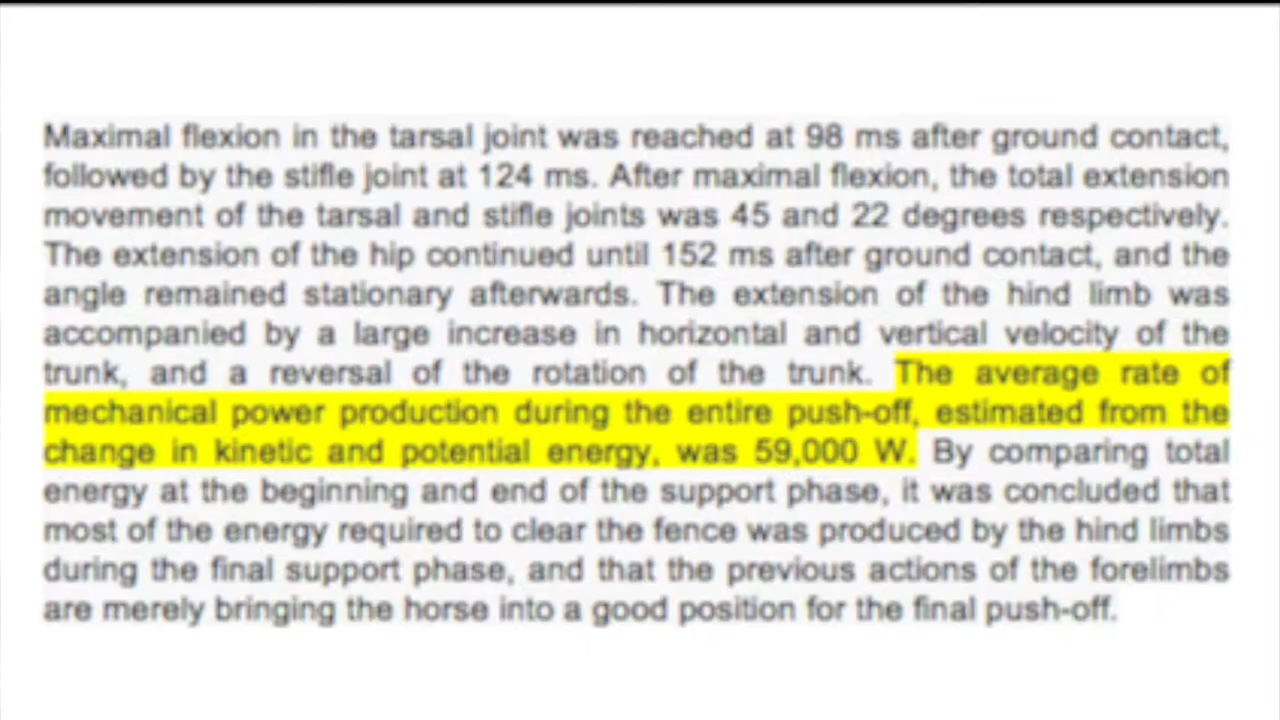 Maximal flexion in the tarsal joint was reached at 98 ms after ground contact,
followed by the stifle joint at 124 ms. After maximal flexion, the total extension
movement of the tarsal and stifle joints was 45 and 22 degrees respectively.
The extension of the hip continued until 152 ms after ground contact, and the
angle remained stationary afterwards. The extension of the hind limb was
accompanied by a large increase in horizontal and vertical velocity of the
trunk, and a reversal of the rotation of the trunk. The average rate of
mechanical power production during the entire push-off, estimated from the
change in kinetic and potential energy, was 59,000 W. By comparing total
energy at the beginning and end of the support phase, it was concluded that
most of the energy required to clear the fence was produced by the hind limbs
during the final support phase, and that the previous actions of the forelimbs
are merely bringing the horse into a good position for the final push-off.